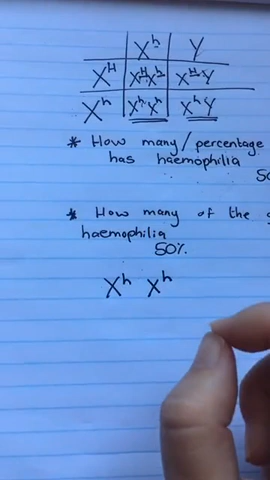 Xʰ Y
Xᴴ XᴴXʰ XᴴY
Xʰ XʰXʰ XʰY
* How many/percentage
has haemophilia
50
* How many of the
haemophilia
50%
Xʰ Xʰ